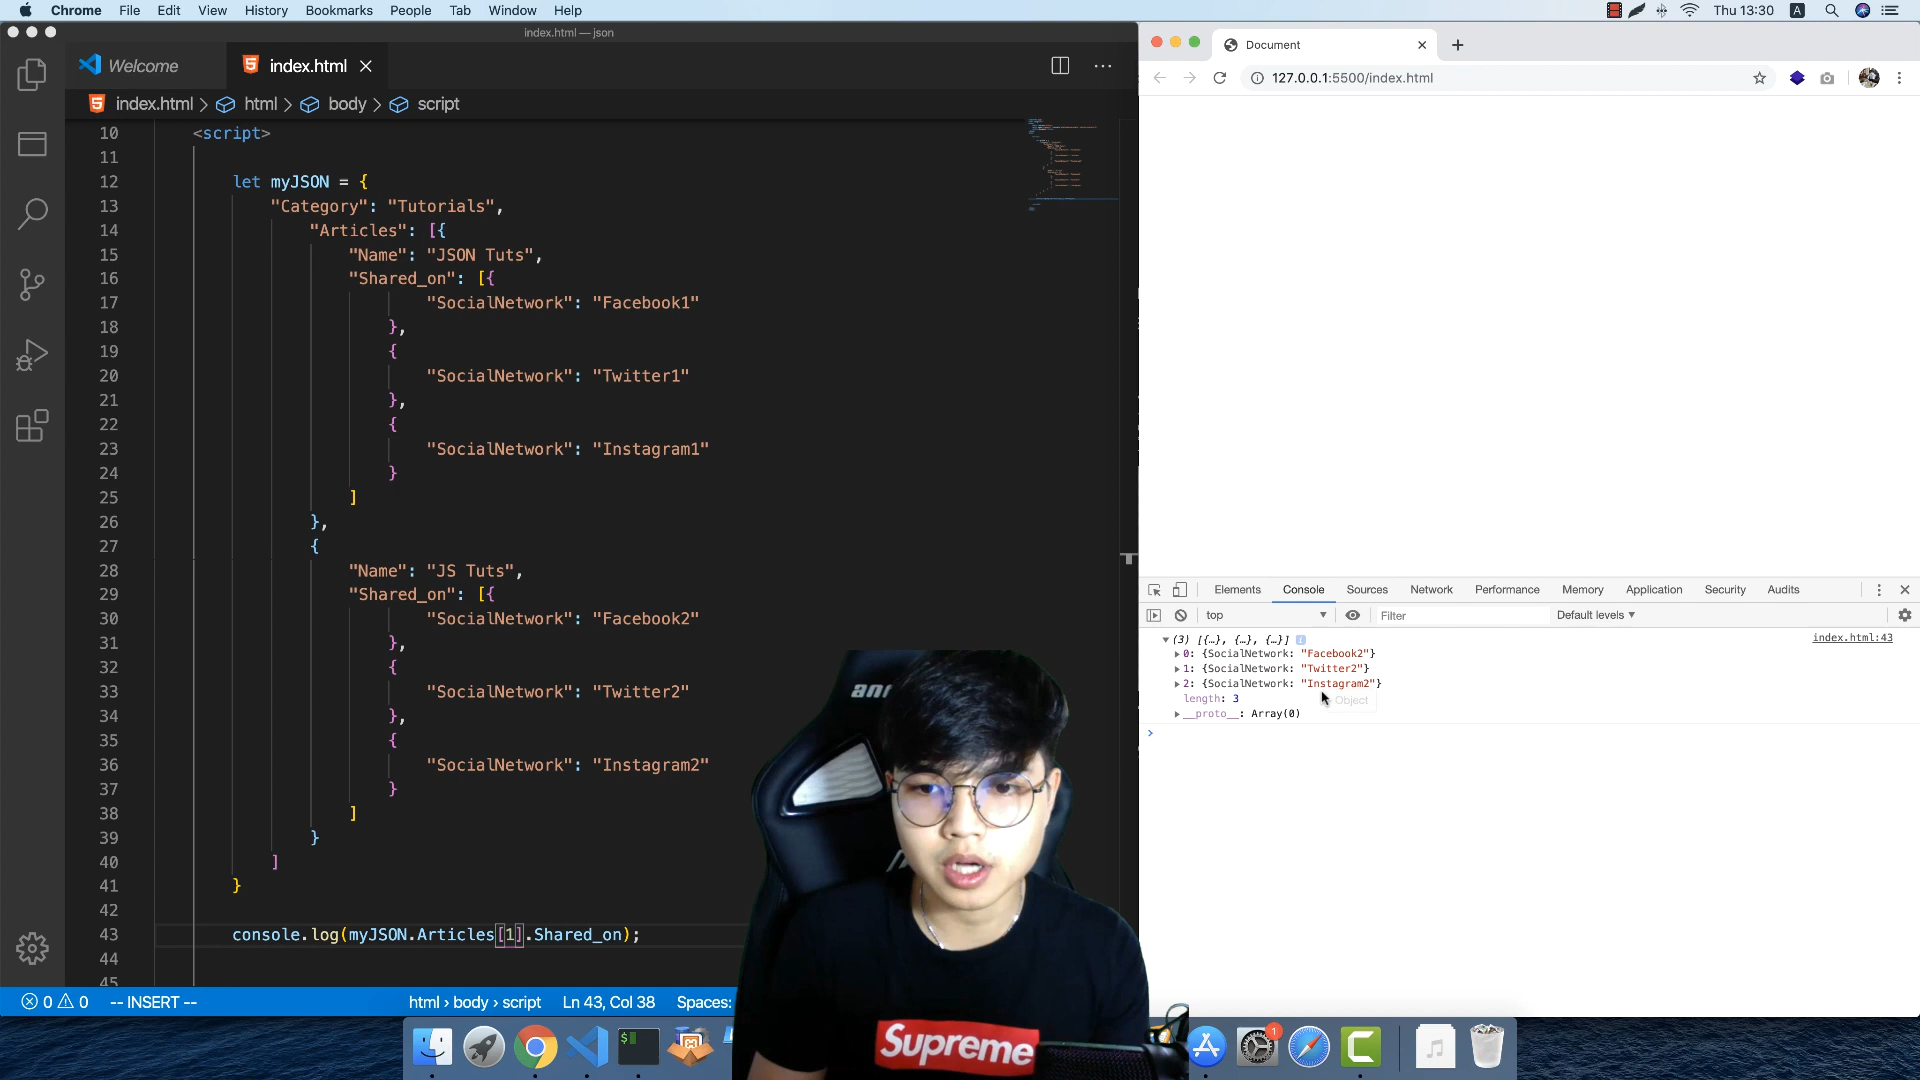 Chrome File Edit View History Bookmarks People Tab Window Help
Thu 13:30 A
index.html — json
Welcome
index.html
index.html > html > body > script
10 <script>
11
12 let myJSON = {
13 "Category": "Tutorials",
14 "Articles": [{
15 "Name": "JSON Tuts",
16 "Shared_on": [{
17 "SocialNetwork": "Facebook1"
18 },
19 {
20 "SocialNetwork": "Twitter1"
21 },
22 {
23 "SocialNetwork": "Instagram1"
24 }
25 ]
26 },
27 {
28 "Name": "JS Tuts",
29 "Shared_on": [{
30 "SocialNetwork": "Facebook2"
31 },
32 {
33 "SocialNetwork": "Twitter2"
34 },
35 {
36 "SocialNetwork": "Instagram2"
37 }
38 ]
39 }
40 ]
41 }
42
43 console.log(myJSON.Articles[1].Shared_on);
44
45
0 0 -- INSERT -- html › body › script Ln 43, Col 38 Spaces:
Document
127.0.0.1:5500/index.html
Elements Console Sources Network Performance Memory Application Security Audits
top Filter Default levels
(3) [{…}, {…}, {…}] i index.html:43
0: {SocialNetwork: "Facebook2"}
1: {SocialNetwork: "Twitter2"}
2: {SocialNetwork: "Instagram2"}
length: 3
Object
__proto__: Array(0)
>
Supreme
$
1